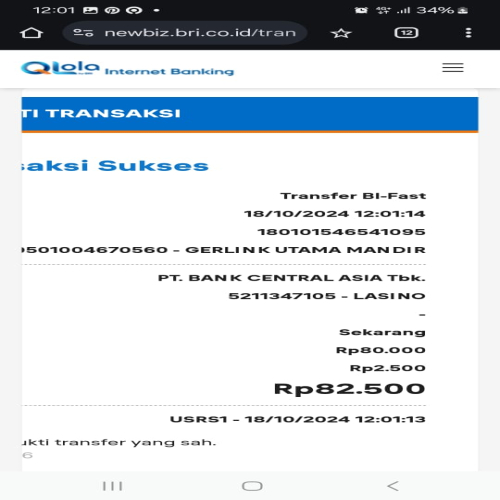 12:01
34%
newbiz.bri.co.id/tran
12
Qlola Internet Banking
TI TRANSAKSI
saksi Sukses
Transfer BI-Fast
18/10/2024 12:01:14
180101546541095
0501004670560 - GERLINK UTAMA MANDIR
PT. BANK CENTRAL ASIA Tbk.
5211347105 - LASINO
-
Sekarang
Rp80.000
Rp2.500
Rp82.500
USRS1 - 18/10/2024 12:01:13
ukti transfer yang sah.
6